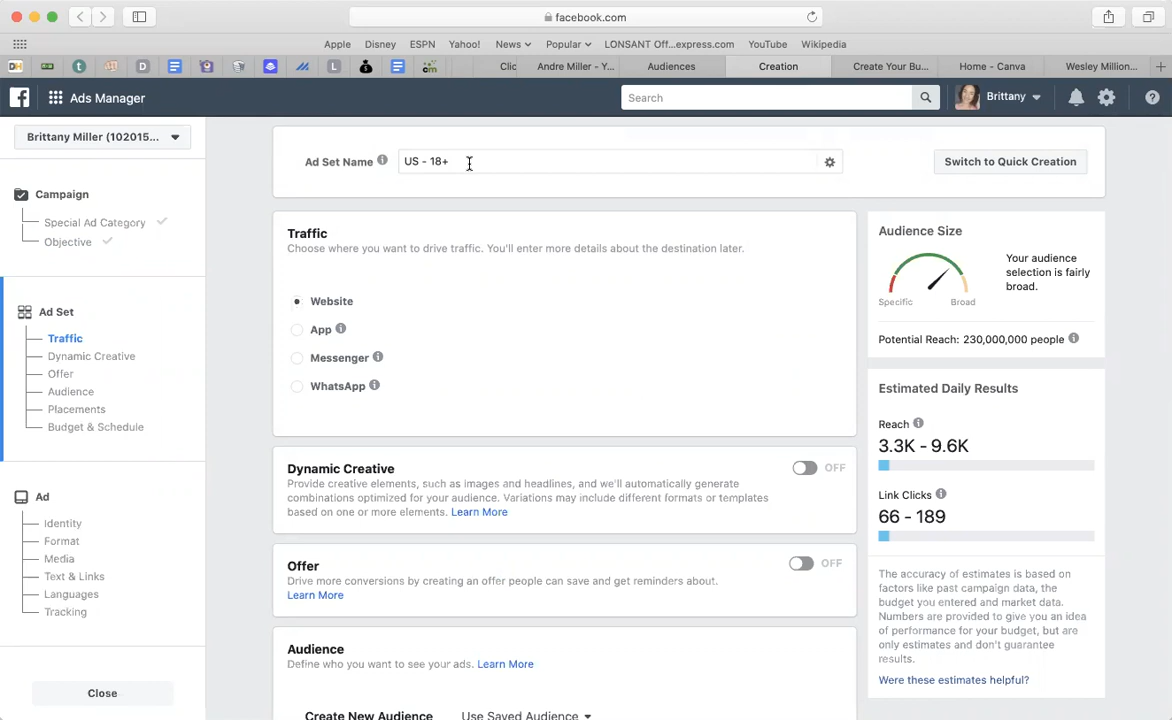 facebook.com
Apple Disney ESPN Yahoo! News Popular LONSANT Off...express.com YouTube Wikipedia
Clic Andre Miller - Y... Audiences Creation Create Your Bu... Home - Canva Wesley Million...
Ads Manager
Search
Brittany
Brittany Miller (102015...
Ad Set Name
US - 18+
Switch to Quick Creation
Campaign
Special Ad Category
Objective
Ad Set
Traffic
Dynamic Creative
Offer
Audience
Placements
Budget & Schedule
Ad
Identity
Format
Media
Text & Links
Languages
Tracking
Close
Traffic
Choose where you want to drive traffic. You'll enter more details about the destination later.
Website
App
Messenger
WhatsApp
Dynamic Creative
OFF
Provide creative elements, such as images and headlines, and we'll automatically generate
combinations optimized for your audience. Variations may include different formats or templates
based on one or more elements. Learn More
Offer
OFF
Drive more conversions by creating an offer people can save and get reminders about.
Learn More
Audience
Define who you want to see your ads. Learn More
Create New Audience Use Saved Audience
Audience Size
Specific
Broad
Your audience
selection is fairly
broad.
Potential Reach: 230,000,000 people
Estimated Daily Results
Reach
3.3K - 9.6K
Link Clicks
66 - 189
The accuracy of estimates is based on
factors like past campaign data, the
budget you entered and market data.
Numbers are provided to give you an idea
of performance for your budget, but are
only estimates and don't guarantee
results.
Were these estimates helpful?